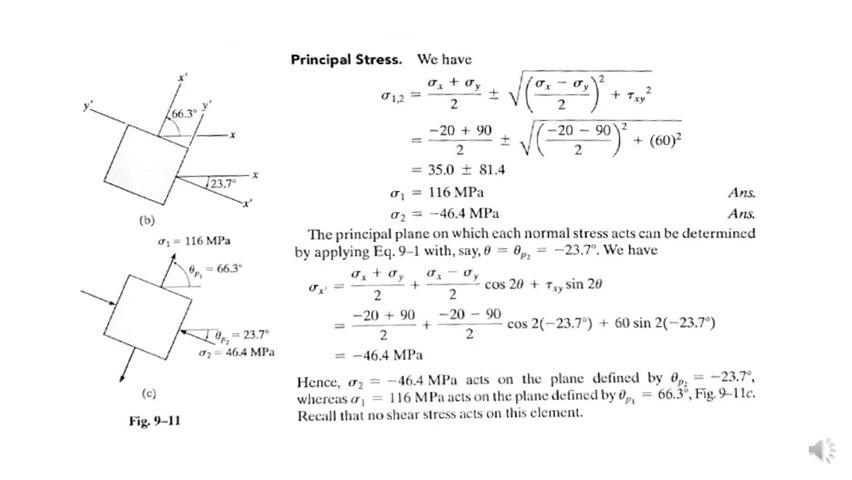 x'
y'
66.3°
y'
x
x
23.7°
x'
(b)
σ₁ = 116 MPa
θp₁ = 66.3°
θp₂ = 23.7°
σ₂ = 46.4 MPa
(c)
Fig. 9–11
Principal Stress. We have
σ₁,₂ = (σₓ + σᵧ)/2 ± √(((σₓ − σᵧ)/2)² + τₓᵧ²)
= (−20 + 90)/2 ± √(((−20 − 90)/2)² + (60)²)
= 35.0 ± 81.4
σ₁ = 116 MPa Ans.
σ₂ = −46.4 MPa Ans.
The principal plane on which each normal stress acts can be determined
by applying Eq. 9–1 with, say, θ = θp₂ = −23.7°. We have
σₓ' = (σₓ + σᵧ)/2 + (σₓ − σᵧ)/2 cos 2θ + τₓᵧ sin 2θ
= (−20 + 90)/2 + (−20 − 90)/2 cos 2(−23.7°) + 60 sin 2(−23.7°)
= −46.4 MPa
Hence, σ₂ = −46.4 MPa acts on the plane defined by θp₂ = −23.7°,
whereas σ₁ = 116 MPa acts on the plane defined by θp₁ = 66.3°, Fig. 9–11c.
Recall that no shear stress acts on this element.